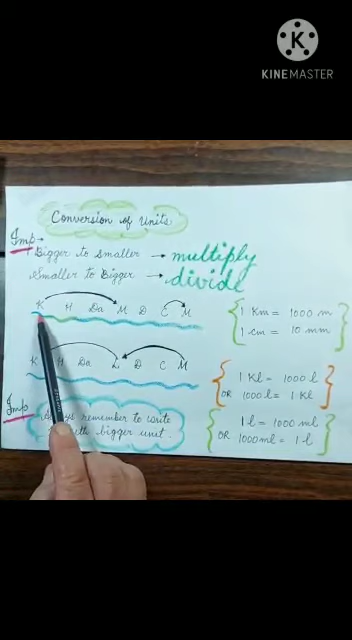 K
KINEMASTER
Conversion of Units
Imp →
Bigger to Smaller → multiply
Smaller to Bigger → divide
K H Da M D C M
1 Km = 1000 m
1 cm = 10 mm
K H Da L D C M
1 Kl = 1000 l
OR 1000 l = 1 Kl
Imp
remember to write
bigger unit.
1 l = 1000 ml
OR 1000 ml = 1 l